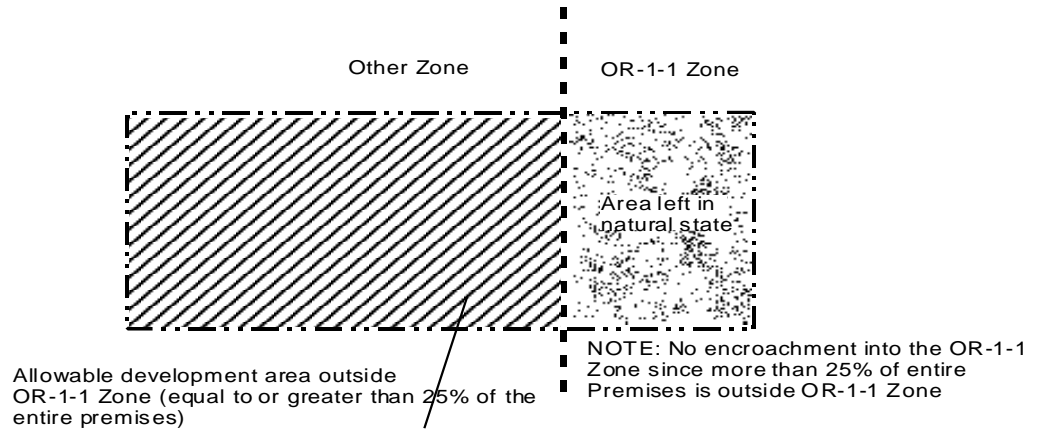 Other Zone
OR-1-1 Zone
Area left in
natural state
Allowable development area outside
OR-1-1 Zone (equal to or greater than 25% of the
entire premises)
NOTE: No encroachment into the OR-1-1
Zone since more than 25% of entire
Premises is outside OR-1-1 Zone